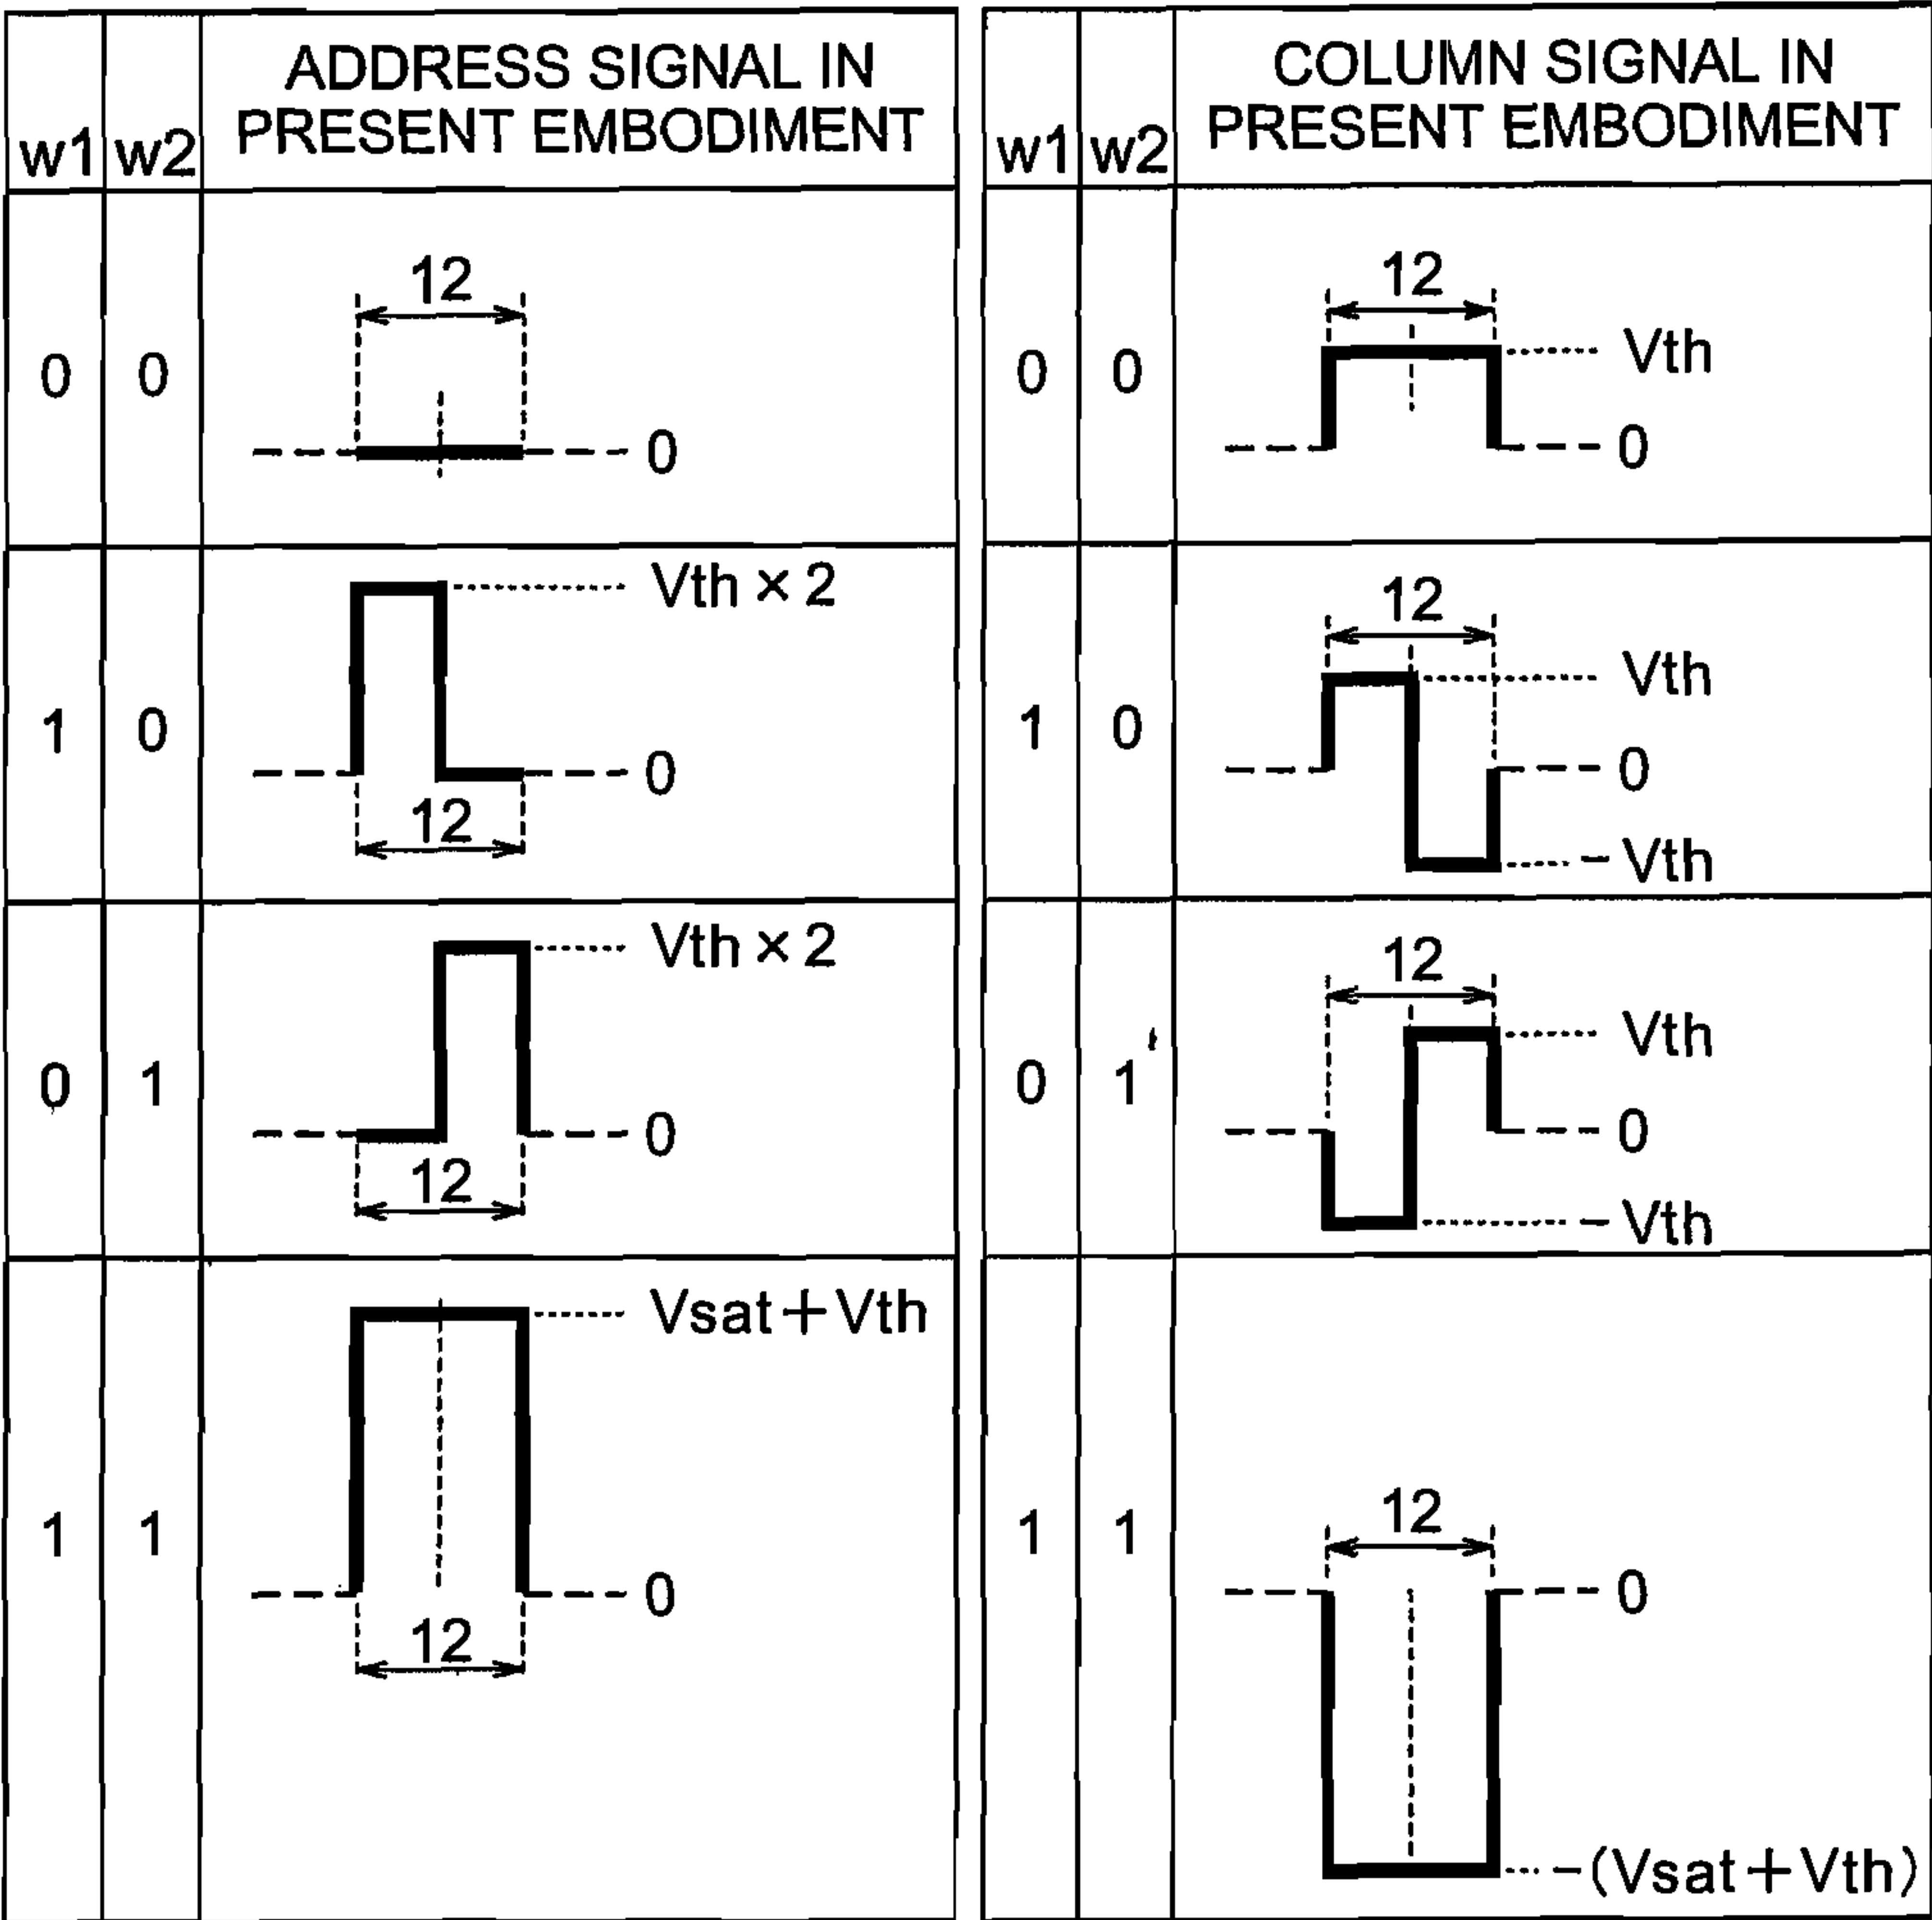 w1 w2 ADDRESS SIGNAL IN
PRESENT EMBODIMENT
0 0
12
0
1 0
Vth × 2
0
12
0 1
Vth × 2
0
12
1 1
Vsat + Vth
0
12
w1 w2 COLUMN SIGNAL IN
PRESENT EMBODIMENT
0 0
12
Vth
0
1 0
12
Vth
0
– Vth
0 1
12
Vth
0
– Vth
1 1
12
0
–(Vsat + Vth)